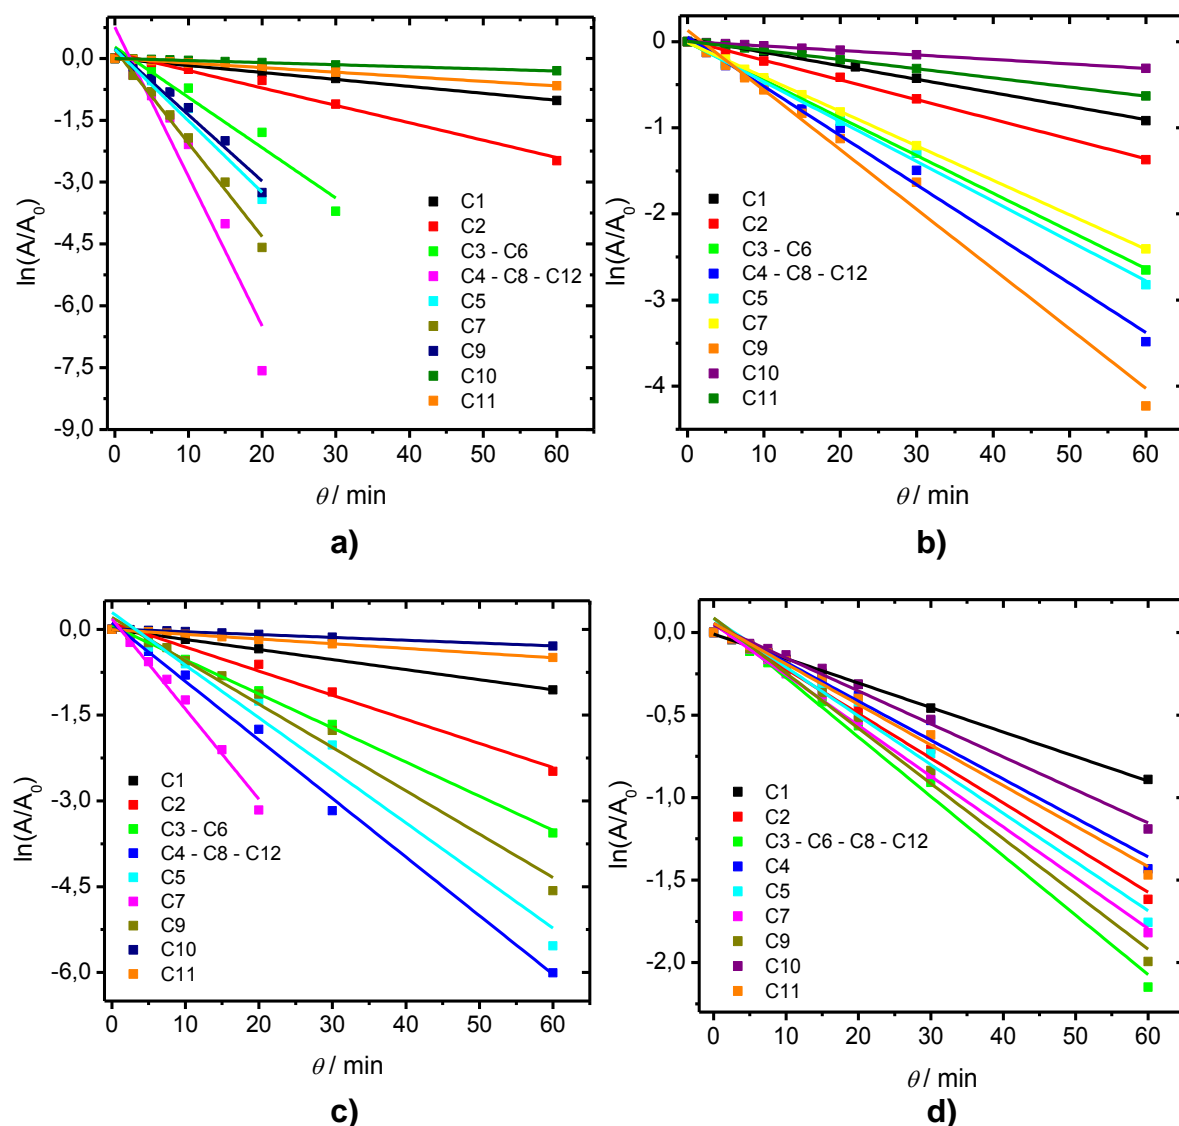 ln(A/A0)
0,0
-1,5
-3,0
-4,5
-6,0
-7,5
-9,0
C1
C2
C3 - C6
C4 - C8 - C12
C5
C7
C9
C10
C11
0 10 20 30 40 50 60
θ / min
a)
ln(A/A0)
0
-1
-2
-3
-4
C1
C2
C3 - C6
C4 - C8 - C12
C5
C7
C9
C10
C11
0 10 20 30 40 50 60
θ / min
b)
ln(A/A0)
0,0
-1,5
-3,0
-4,5
-6,0
C1
C2
C3 - C6
C4 - C8 - C12
C5
C7
C9
C10
C11
0 10 20 30 40 50 60
θ / min
c)
ln(A/A0)
0,0
-0,5
-1,0
-1,5
-2,0
C1
C2
C3 - C6 - C8 - C12
C4
C5
C7
C9
C10
C11
0 10 20 30 40 50 60
θ / min
d)